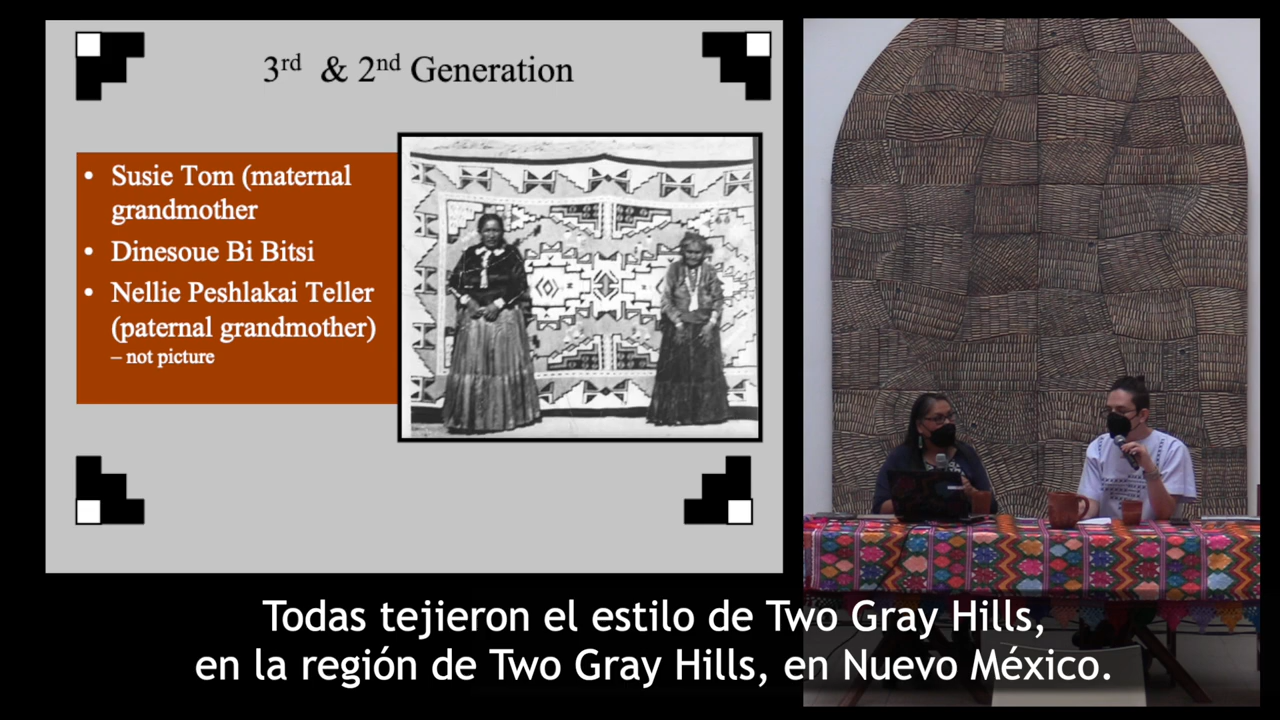 3rd & 2nd Generation
• Susie Tom (maternal
grandmother
• Dinesoue Bi Bitsi
• Nellie Peshlakai Teller
(paternal grandmother)
– not picture
Todas tejieron el estilo de Two Gray Hills,
en la región de Two Gray Hills, en Nuevo México.